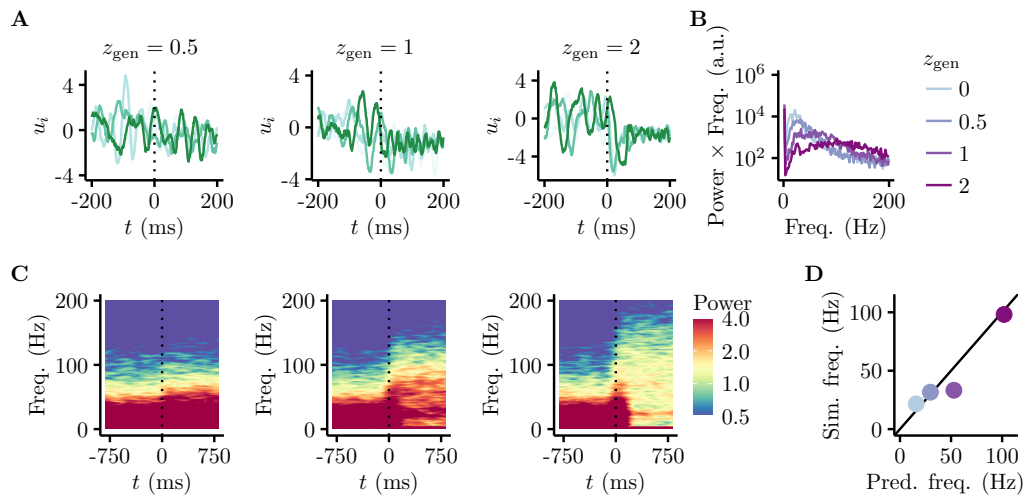 A
z_gen = 0.5
z_gen = 1
z_gen = 2
u_i
4
0
-4
-200 0 200
t (ms)
u_i
4
0
-4
-200 0 200
t (ms)
u_i
4
0
-4
-200 0 200
t (ms)
B
Power × Freq. (a.u.)
10^6
10^4
10^2
0 200
Freq. (Hz)
z_gen
0
0.5
1
2
C
Freq. (Hz)
200
100
0
-750 0 750
t (ms)
Freq. (Hz)
200
100
0
-750 0 750
t (ms)
Freq. (Hz)
200
100
0
-750 0 750
t (ms)
Power
4.0
2.0
1.0
0.5
D
Sim. freq. (Hz)
100
50
0
0 50 100
Pred. freq. (Hz)